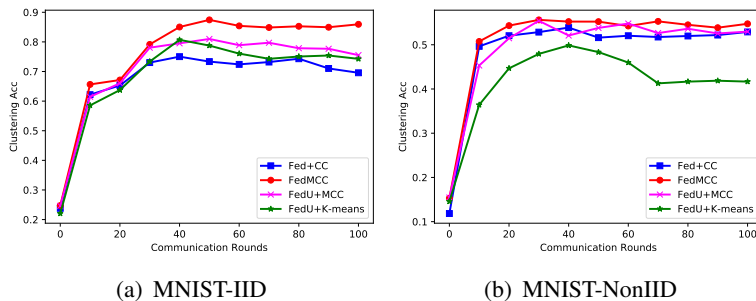 0.9
0.8
0.7
0.6
0.5
0.4
0.3
0.2
Clustering Acc
0 20 40 60 80 100
Communication Rounds
Fed+CC
FedMCC
FedU+MCC
FedU+K-means
(a) MNIST-IID
0.5
0.4
0.3
0.2
0.1
Clustering Acc
0 20 40 60 80 100
Communication Rounds
Fed+CC
FedMCC
FedU+MCC
FedU+K-means
(b) MNIST-NonIID